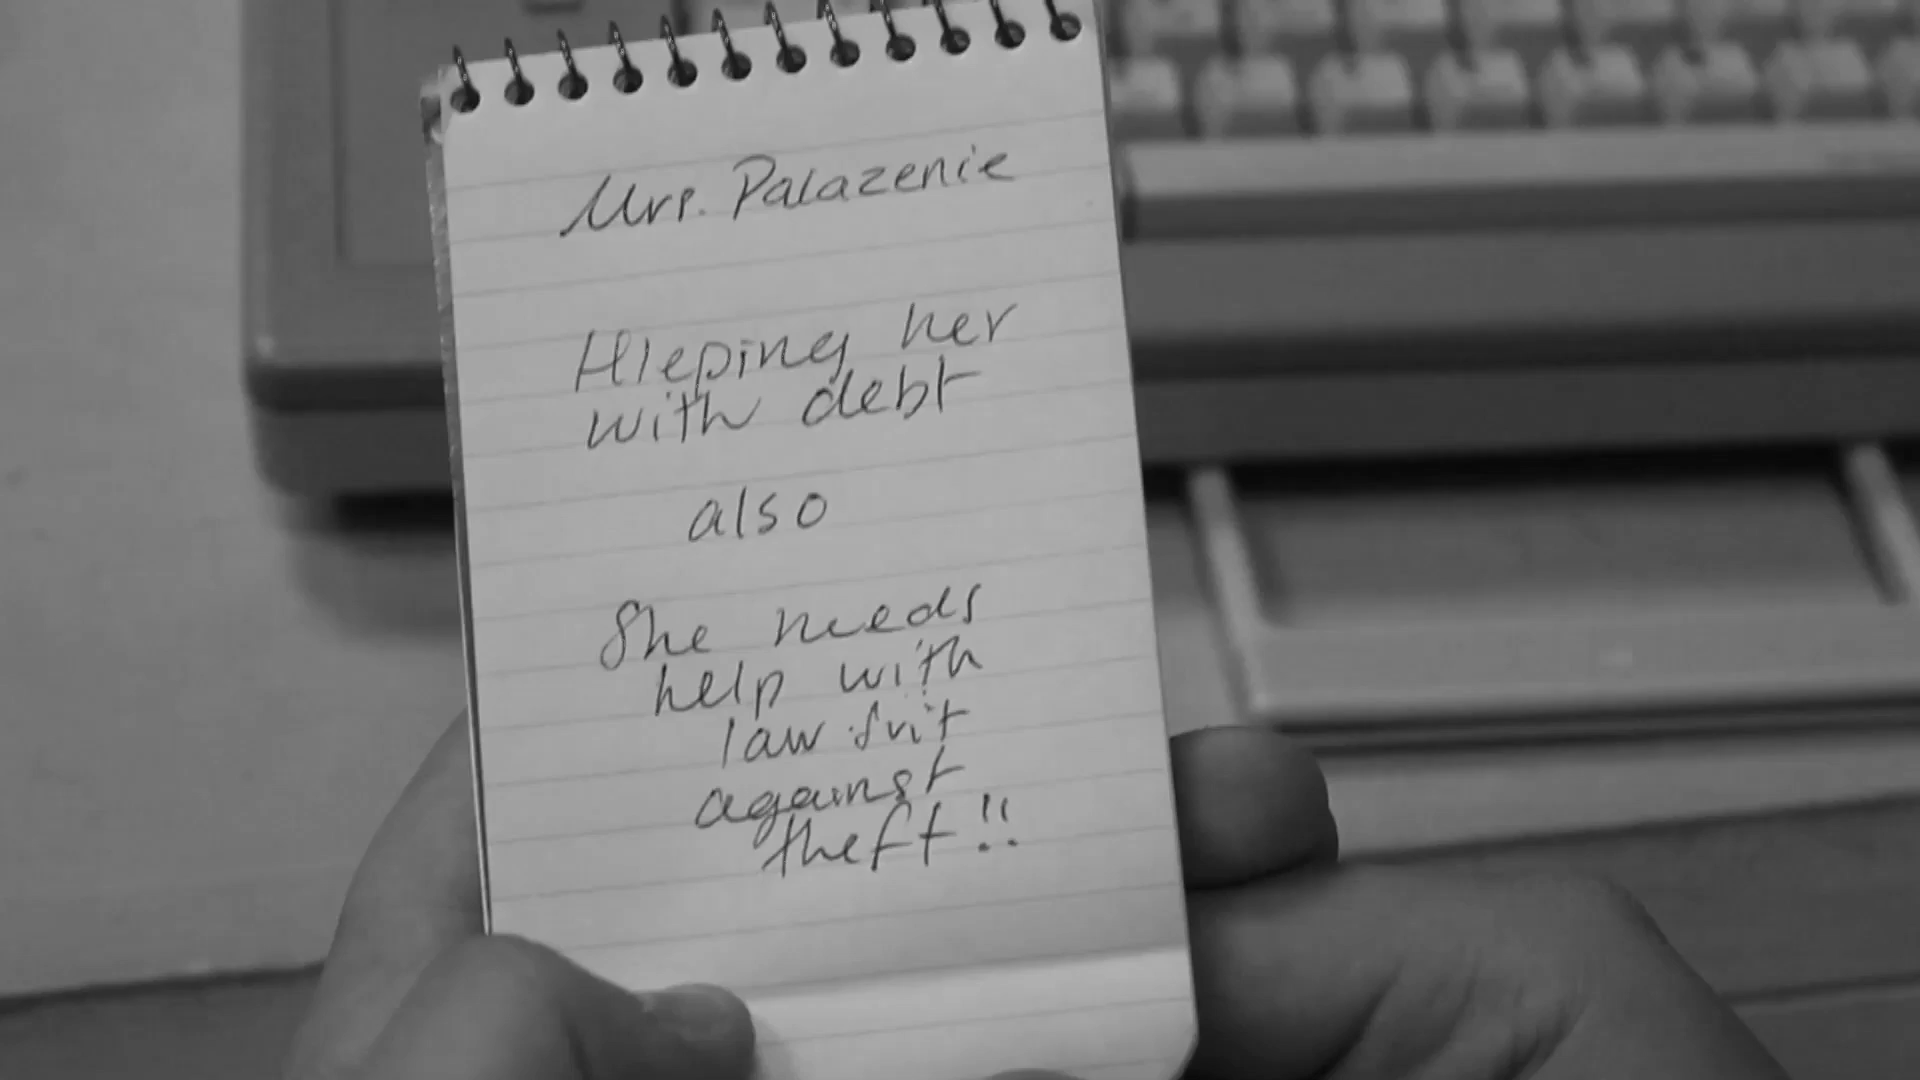 Mrs. Palazenie
Hleping her
with debt
also
She needs
help with
law suit
against
theft!!